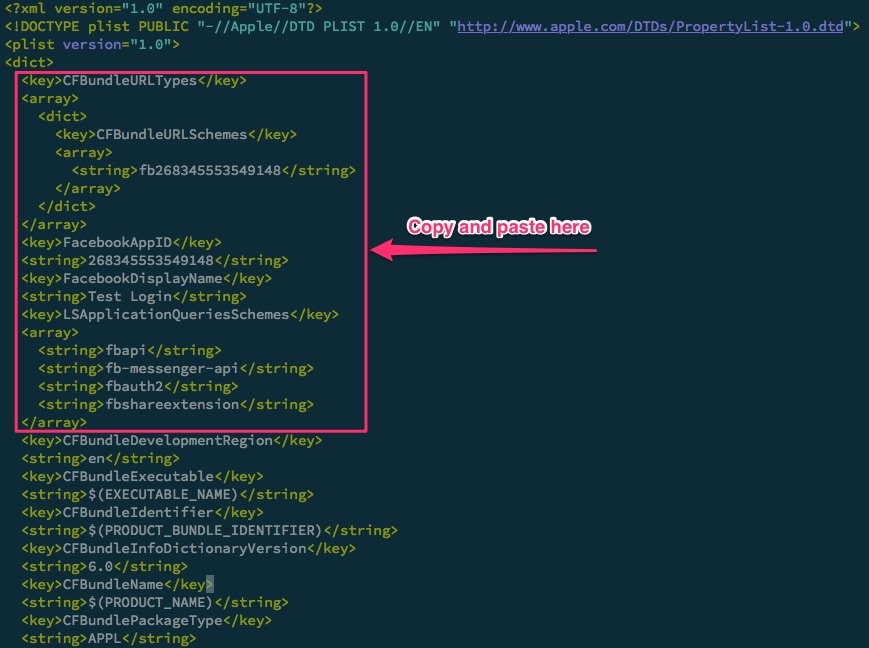 <?xml version="1.0" encoding="UTF-8"?>
<!DOCTYPE plist PUBLIC "-//Apple//DTD PLIST 1.0//EN" "http://www.apple.com/DTDs/PropertyList-1.0.dtd">
<plist version="1.0">
<dict>
  <key>CFBundleURLTypes</key>
  <array>
    <dict>
      <key>CFBundleURLSchemes</key>
      <array>
        <string>fb268345553549148</string>
      </array>
    </dict>
  </array>
Copy and paste here
  <key>FacebookAppID</key>
  <string>268345553549148</string>
  <key>FacebookDisplayName</key>
  <string>Test Login</string>
  <key>LSApplicationQueriesSchemes</key>
  <array>
    <string>fbapi</string>
    <string>fb-messenger-api</string>
    <string>fbauth2</string>
    <string>fbshareextension</string>
  </array>
  <key>CFBundleDevelopmentRegion</key>
  <string>en</string>
  <key>CFBundleExecutable</key>
  <string>$(EXECUTABLE_NAME)</string>
  <key>CFBundleIdentifier</key>
  <string>$(PRODUCT_BUNDLE_IDENTIFIER)</string>
  <key>CFBundleInfoDictionaryVersion</key>
  <string>6.0</string>
  <key>CFBundleName</key>
  <string>$(PRODUCT_NAME)</string>
  <key>CFBundlePackageType</key>
  <string>APPL</string>